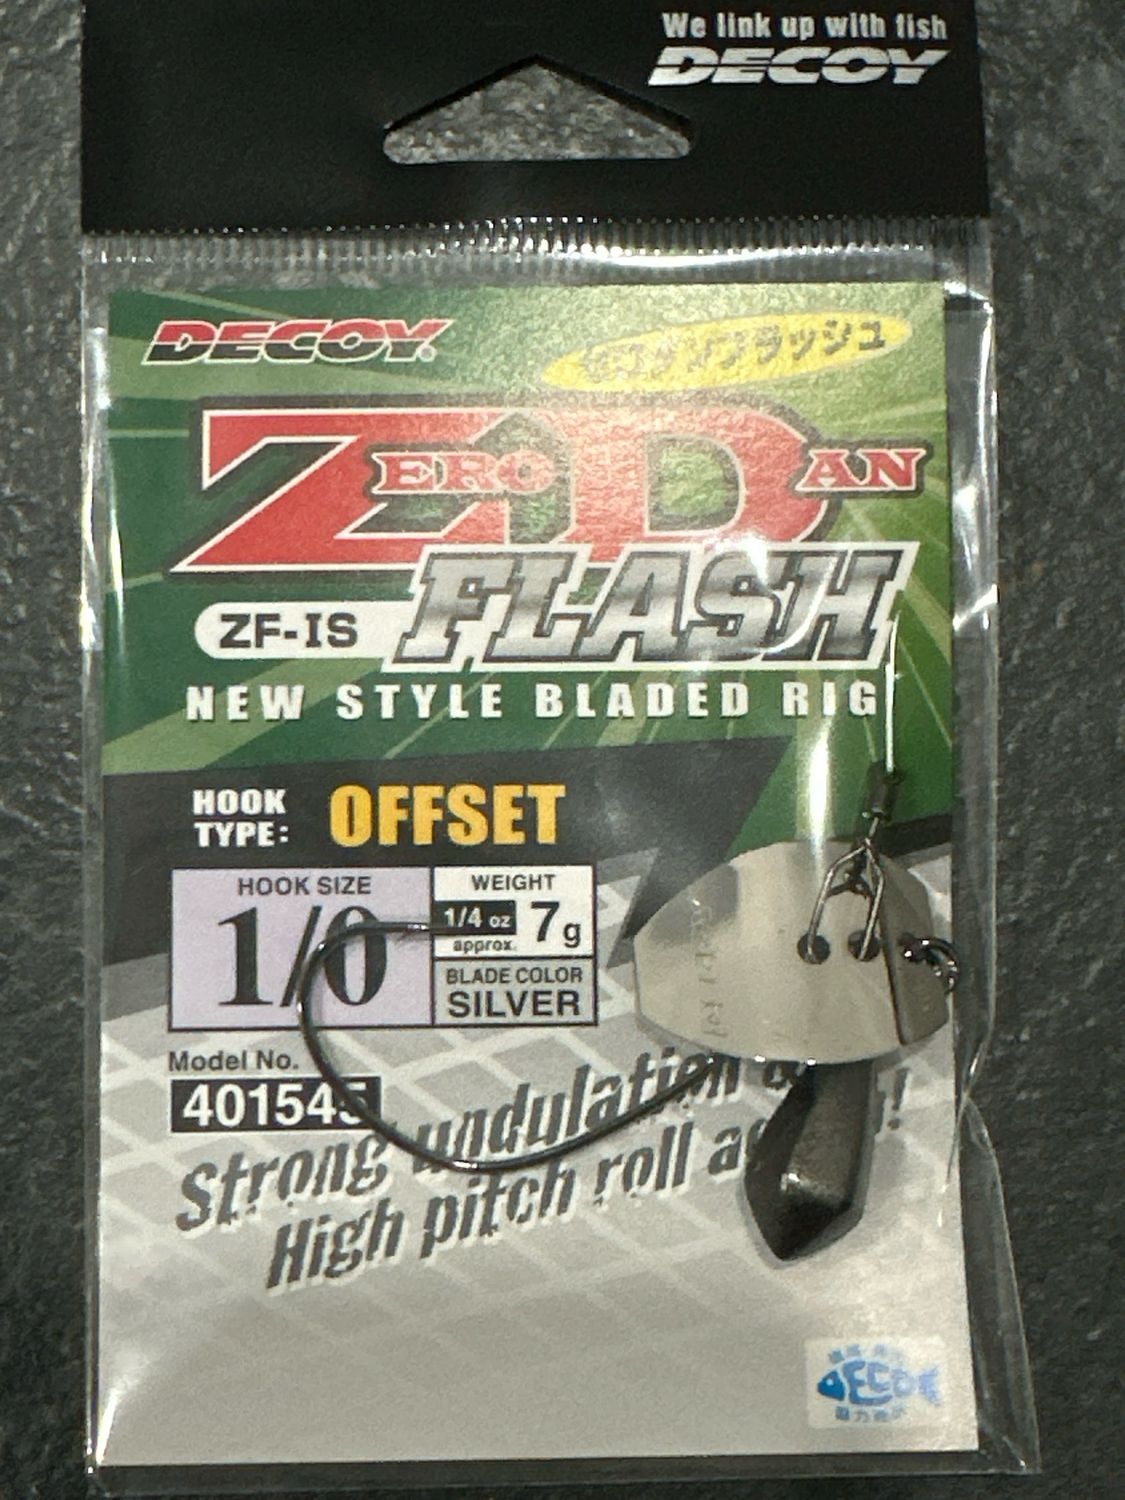 We link up with fish
DECOY
DECOY
ゼロダンフラッシュ
ZERO DAN
FLASH
ZF-IS
NEW STYLE BLADED RIG
HOOK TYPE: OFFSET
HOOK SIZE
1/0
WEIGHT
1/4 oz
approx.
7g
BLADE COLOR
SILVER
Model No.
401545
Strong undulation
High pitch roll
ECO